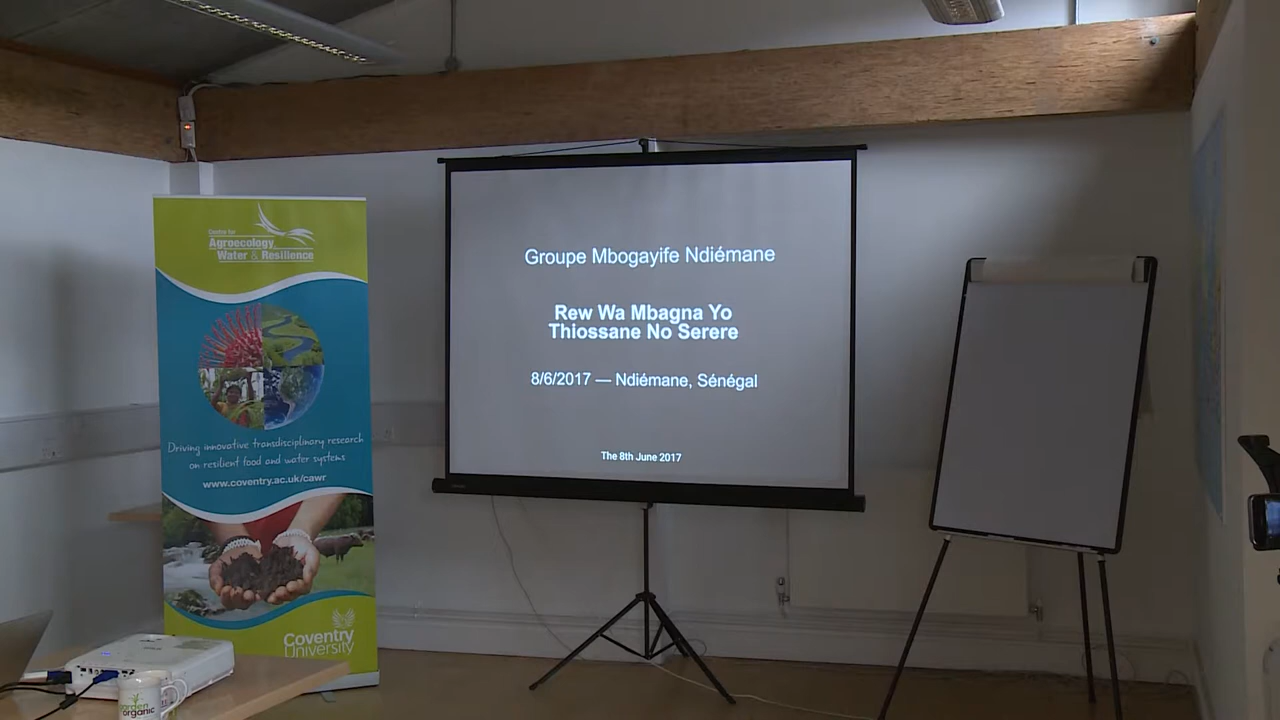 Centre for
Agroecology
Water & Resilience
Driving innovative transdisciplinary research
on resilient food and water systems
www.coventry.ac.uk/cawr
Coventry
University
Groupe Mbogayife Ndiémane
Rew Wa Mbagna Yo
Thiossane No Serere
8/6/2017 — Ndiémane, Sénégal
The 8th June 2017
garden
organic